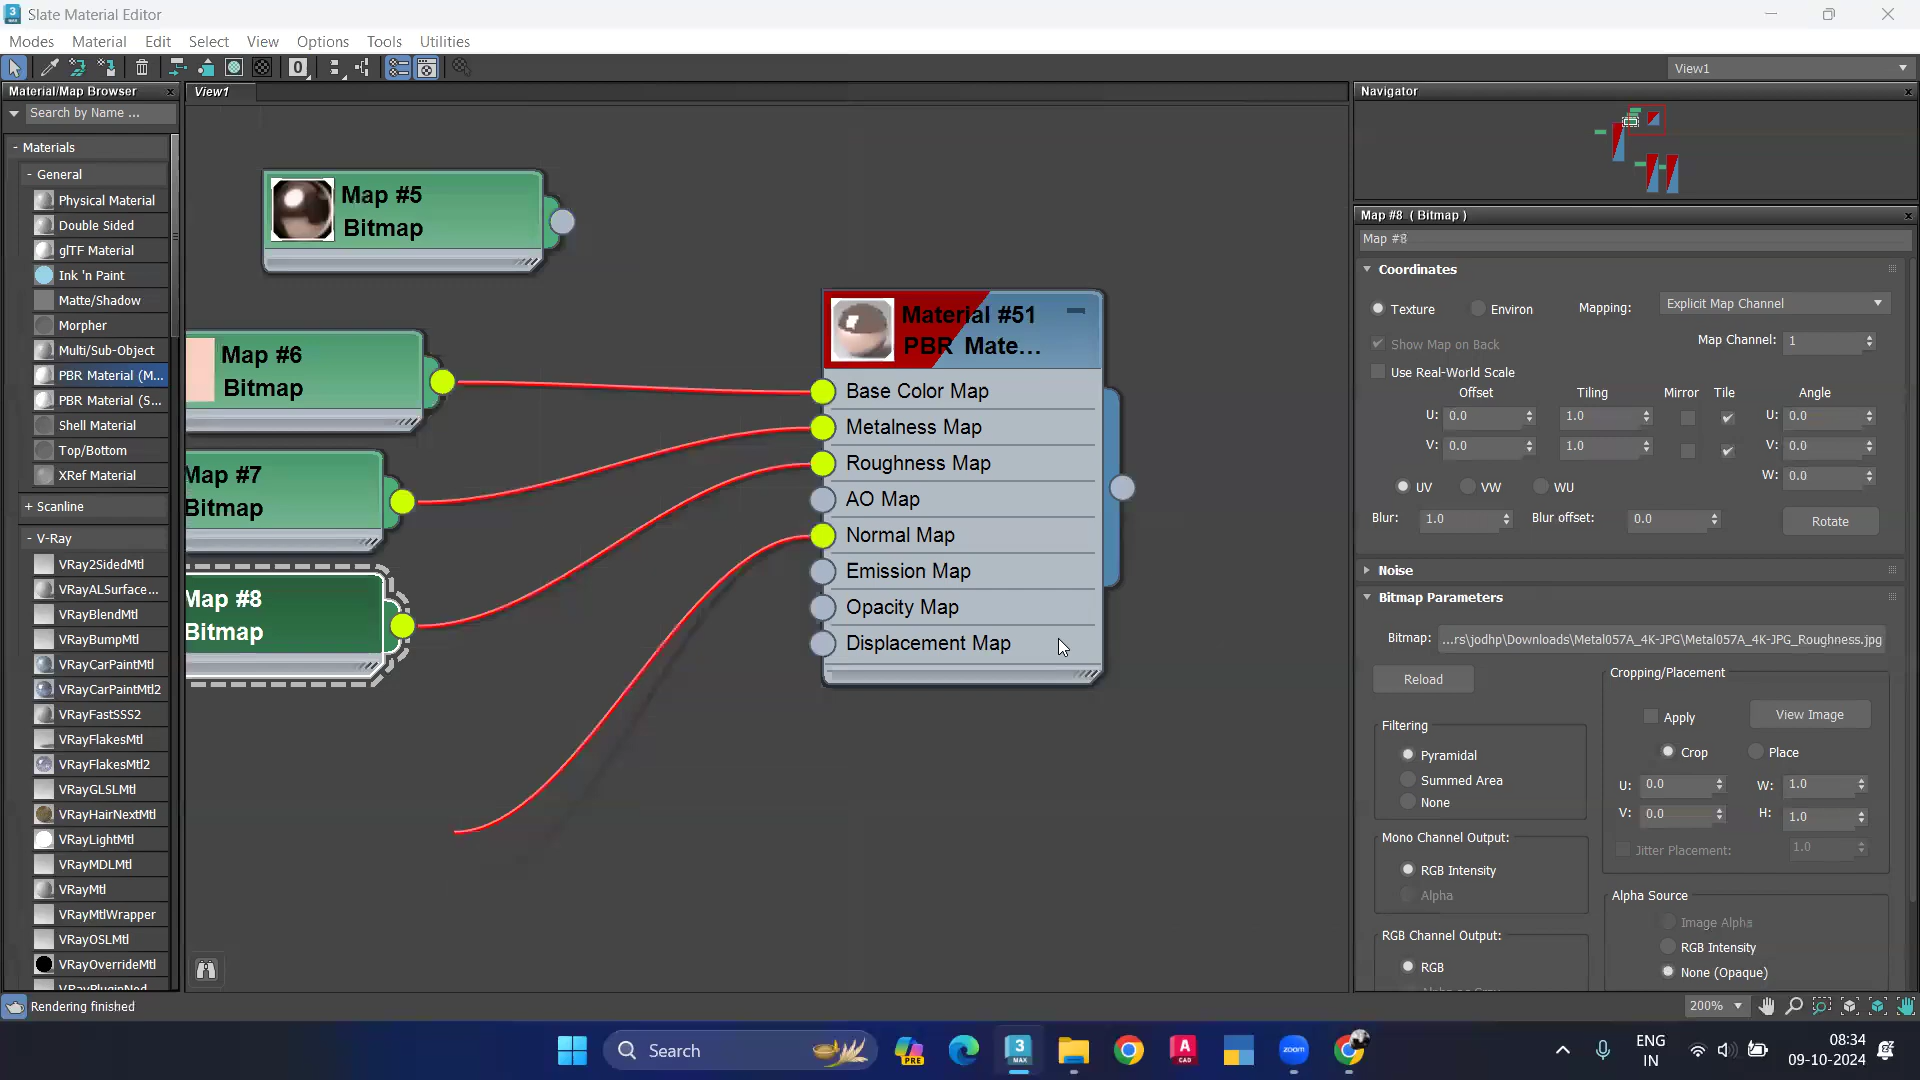 Slate Material Editor
Modes Material Edit Select View Options Tools Utilities
0
View1
Material/Map Browser x
View1
Navigator x
Search by Name ...
- Materials
- General
Physical Material
Double Sided
glTF Material
Ink 'n Paint
Matte/Shadow
Morpher
Multi/Sub-Object
PBR Material (M...
PBR Material (S...
Shell Material
Top/Bottom
XRef Material
+ Scanline
- V-Ray
VRay2SidedMtl
VRayALSurface...
VRayBlendMtl
VRayBumpMtl
VRayCarPaintMtl
VRayCarPaintMtl2
VRayFastSSS2
VRayFlakesMtl
VRayFlakesMtl2
VRayGLSLMtl
VRayHairNextMtl
VRayLightMtl
VRayMDLMtl
VRayMtl
VRayMtlWrapper
VRayOSLMtl
VRayOverrideMtl
VRayPluginNod
Map #5
Bitmap
Map #6
Bitmap
Map #7
Bitmap
Map #8
Bitmap
Material #51
PBR Mate...
Base Color Map
Metalness Map
Roughness Map
AO Map
Normal Map
Emission Map
Opacity Map
Displacement Map
Map #8 ( Bitmap ) x
Map #8
Coordinates
Texture Environ Mapping: Explicit Map Channel
Show Map on Back Map Channel: 1
Use Real-World Scale
Offset Tiling Mirror Tile Angle
U: 0.0 1.0 U: 0.0
V: 0.0 1.0 V: 0.0
W: 0.0
UV VW WU
Blur: 1.0 Blur offset: 0.0 Rotate
Noise
Bitmap Parameters
Bitmap: ...rs\jodhp\Downloads\Metal057A_4K-JPG\Metal057A_4K-JPG_Roughness.jpg
Reload
Cropping/Placement
Apply View Image
Crop Place
U: 0.0 W: 1.0
V: 0.0 H: 1.0
Jitter Placement: 1.0
Filtering
Pyramidal
Summed Area
None
Mono Channel Output:
RGB Intensity
Alpha
Alpha Source
Image Alpha
RGB Intensity
None (Opaque)
RGB Channel Output:
RGB
Rendering finished
200%
Search
PRE
3
MAX
A
CAD
zoom
ENG
IN
08:34
09-10-2024